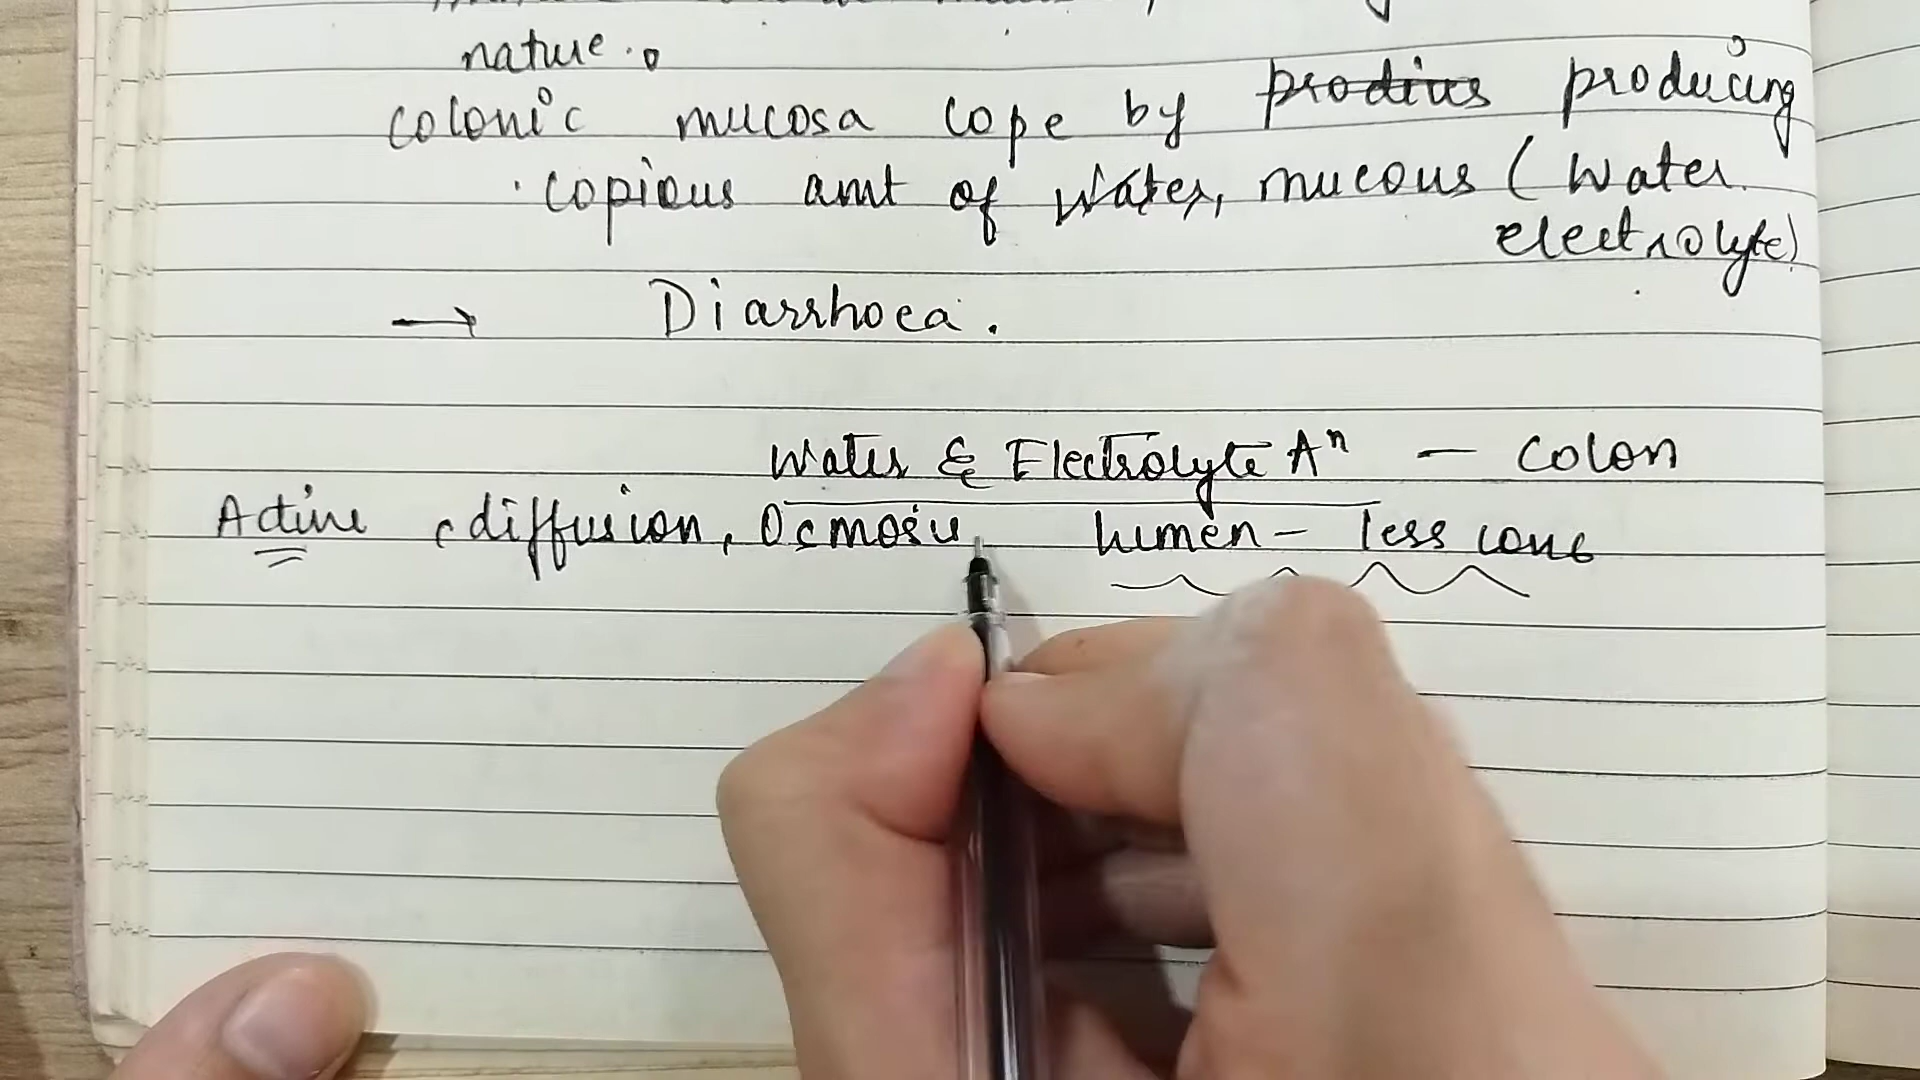 nature.
colonic mucosa cope by prodius producing
copious amt of water, mucous (water
electrolyte)
→ Diarrhoea.
Water & Electrolyte Aⁿ — Colon
Active diffusion, Osmosis lumen – less conc